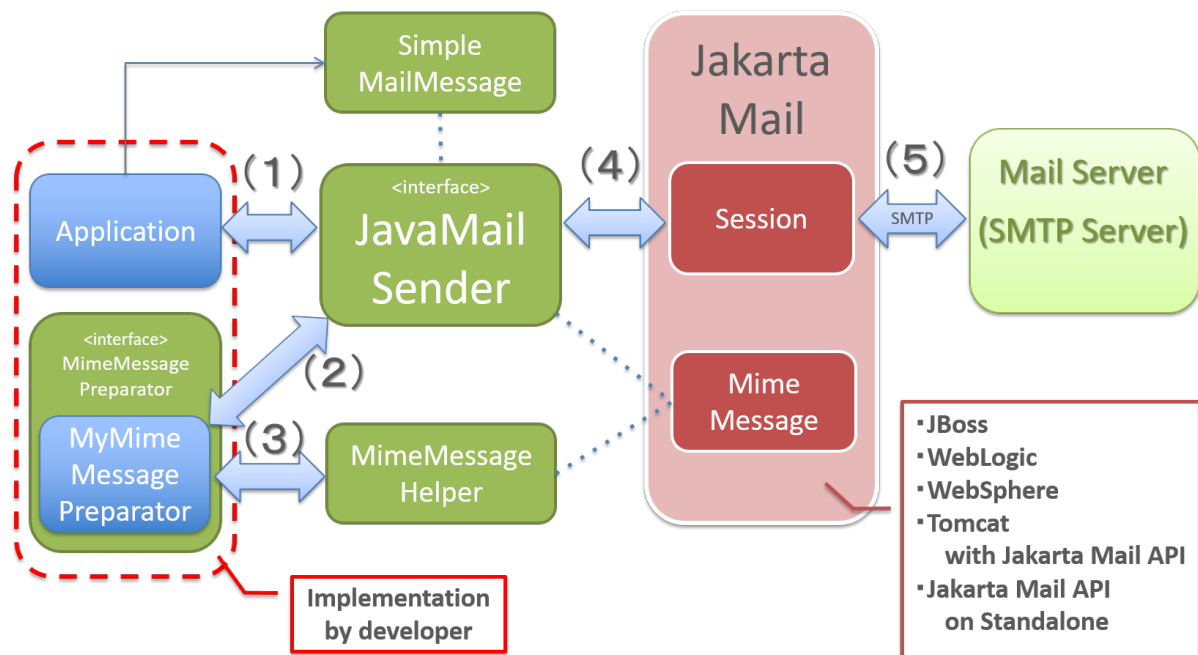 Simple
MailMessage
Jakarta
Mail
(1)
<interface>
JavaMail
Sender
Application
(4)
Session
(5)
SMTP
Mail Server
(SMTP Server)
<interface>
MimeMessage
Preparator
MyMime
Message
Preparator
(2)
(3)
MimeMessage
Helper
Mime
Message
・JBoss
・WebLogic
・WebSphere
・Tomcat
with Jakarta Mail API
・Jakarta Mail API
on Standalone
Implementation
by developer